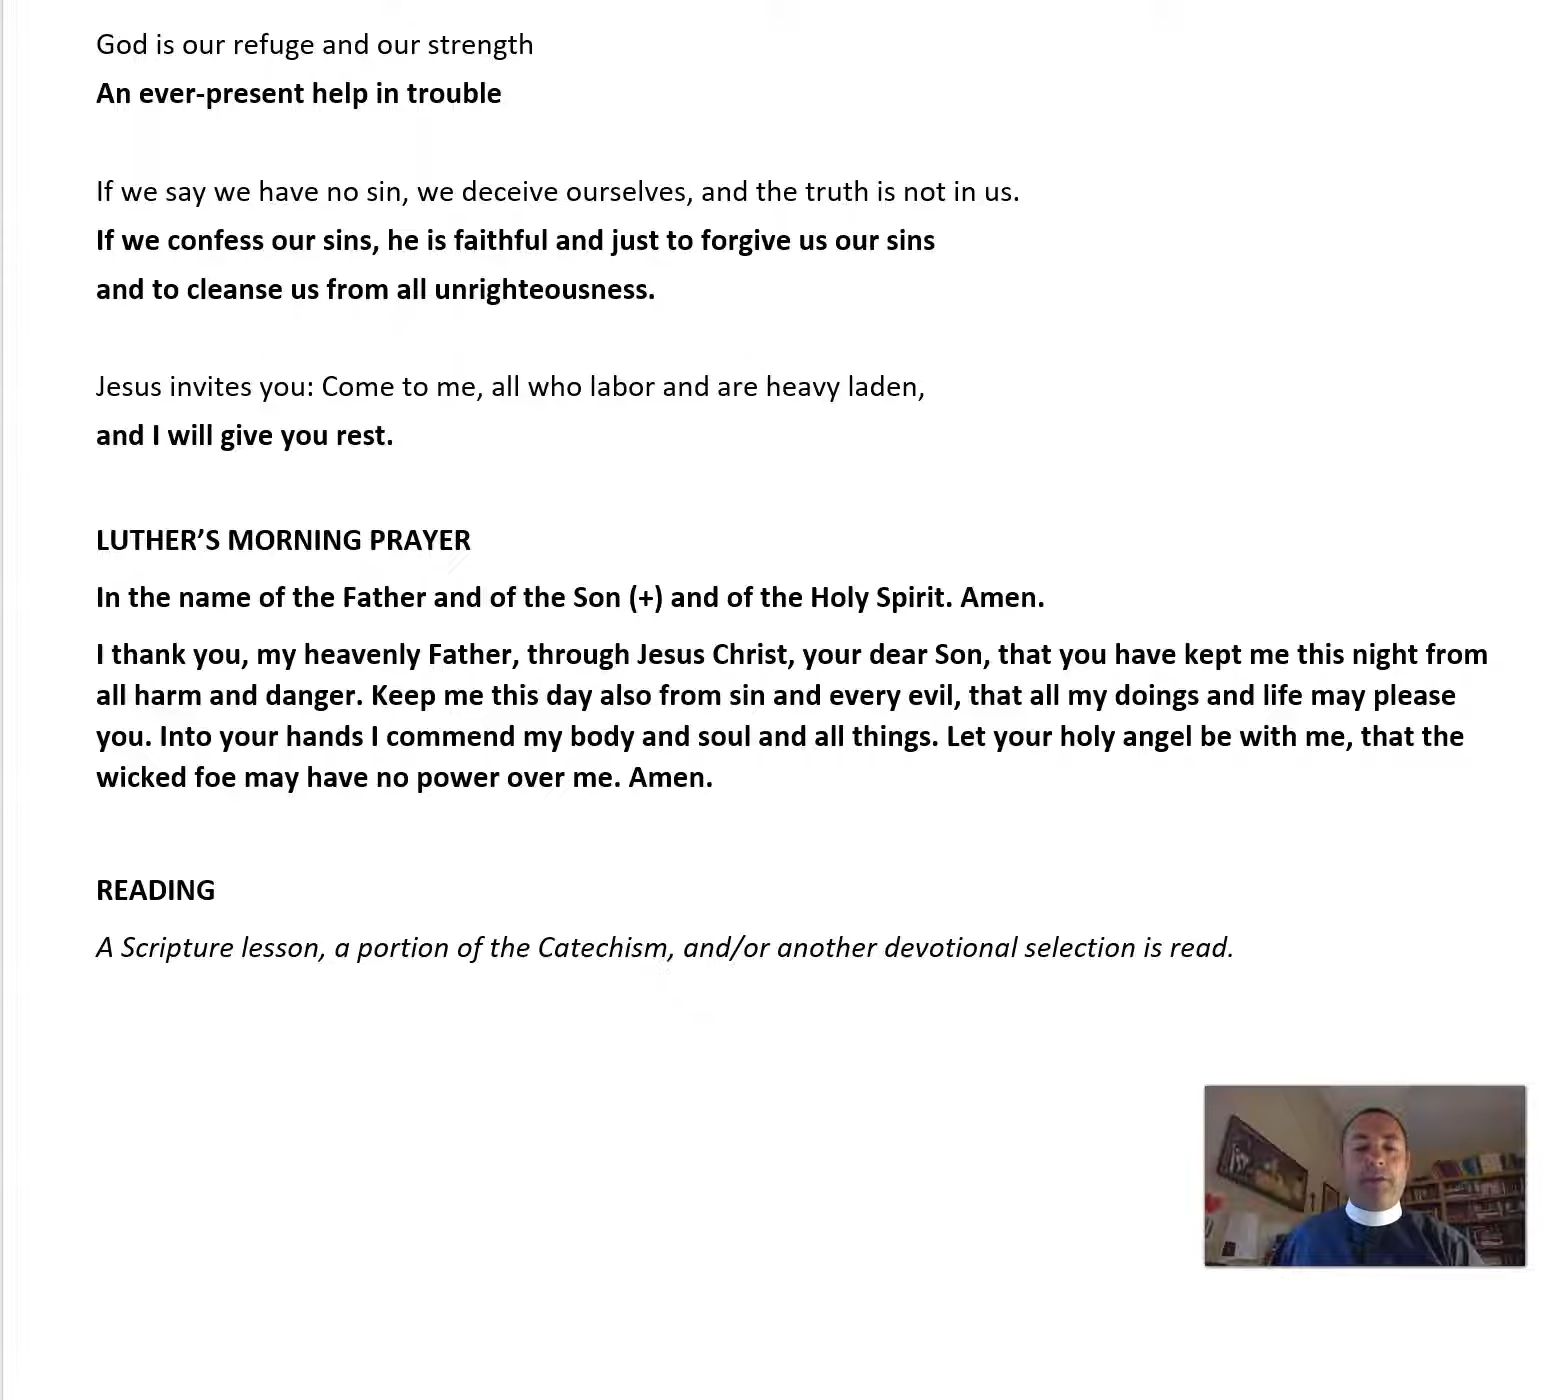 God is our refuge and our strength
An ever-present help in trouble
If we say we have no sin, we deceive ourselves, and the truth is not in us.
If we confess our sins, he is faithful and just to forgive us our sins
and to cleanse us from all unrighteousness.
Jesus invites you: Come to me, all who labor and are heavy laden,
and I will give you rest.
LUTHER’S MORNING PRAYER
In the name of the Father and of the Son (+) and of the Holy Spirit. Amen.
I thank you, my heavenly Father, through Jesus Christ, your dear Son, that you have kept me this night from
all harm and danger. Keep me this day also from sin and every evil, that all my doings and life may please
you. Into your hands I commend my body and soul and all things. Let your holy angel be with me, that the
wicked foe may have no power over me. Amen.
READING
A Scripture lesson, a portion of the Catechism, and/or another devotional selection is read.